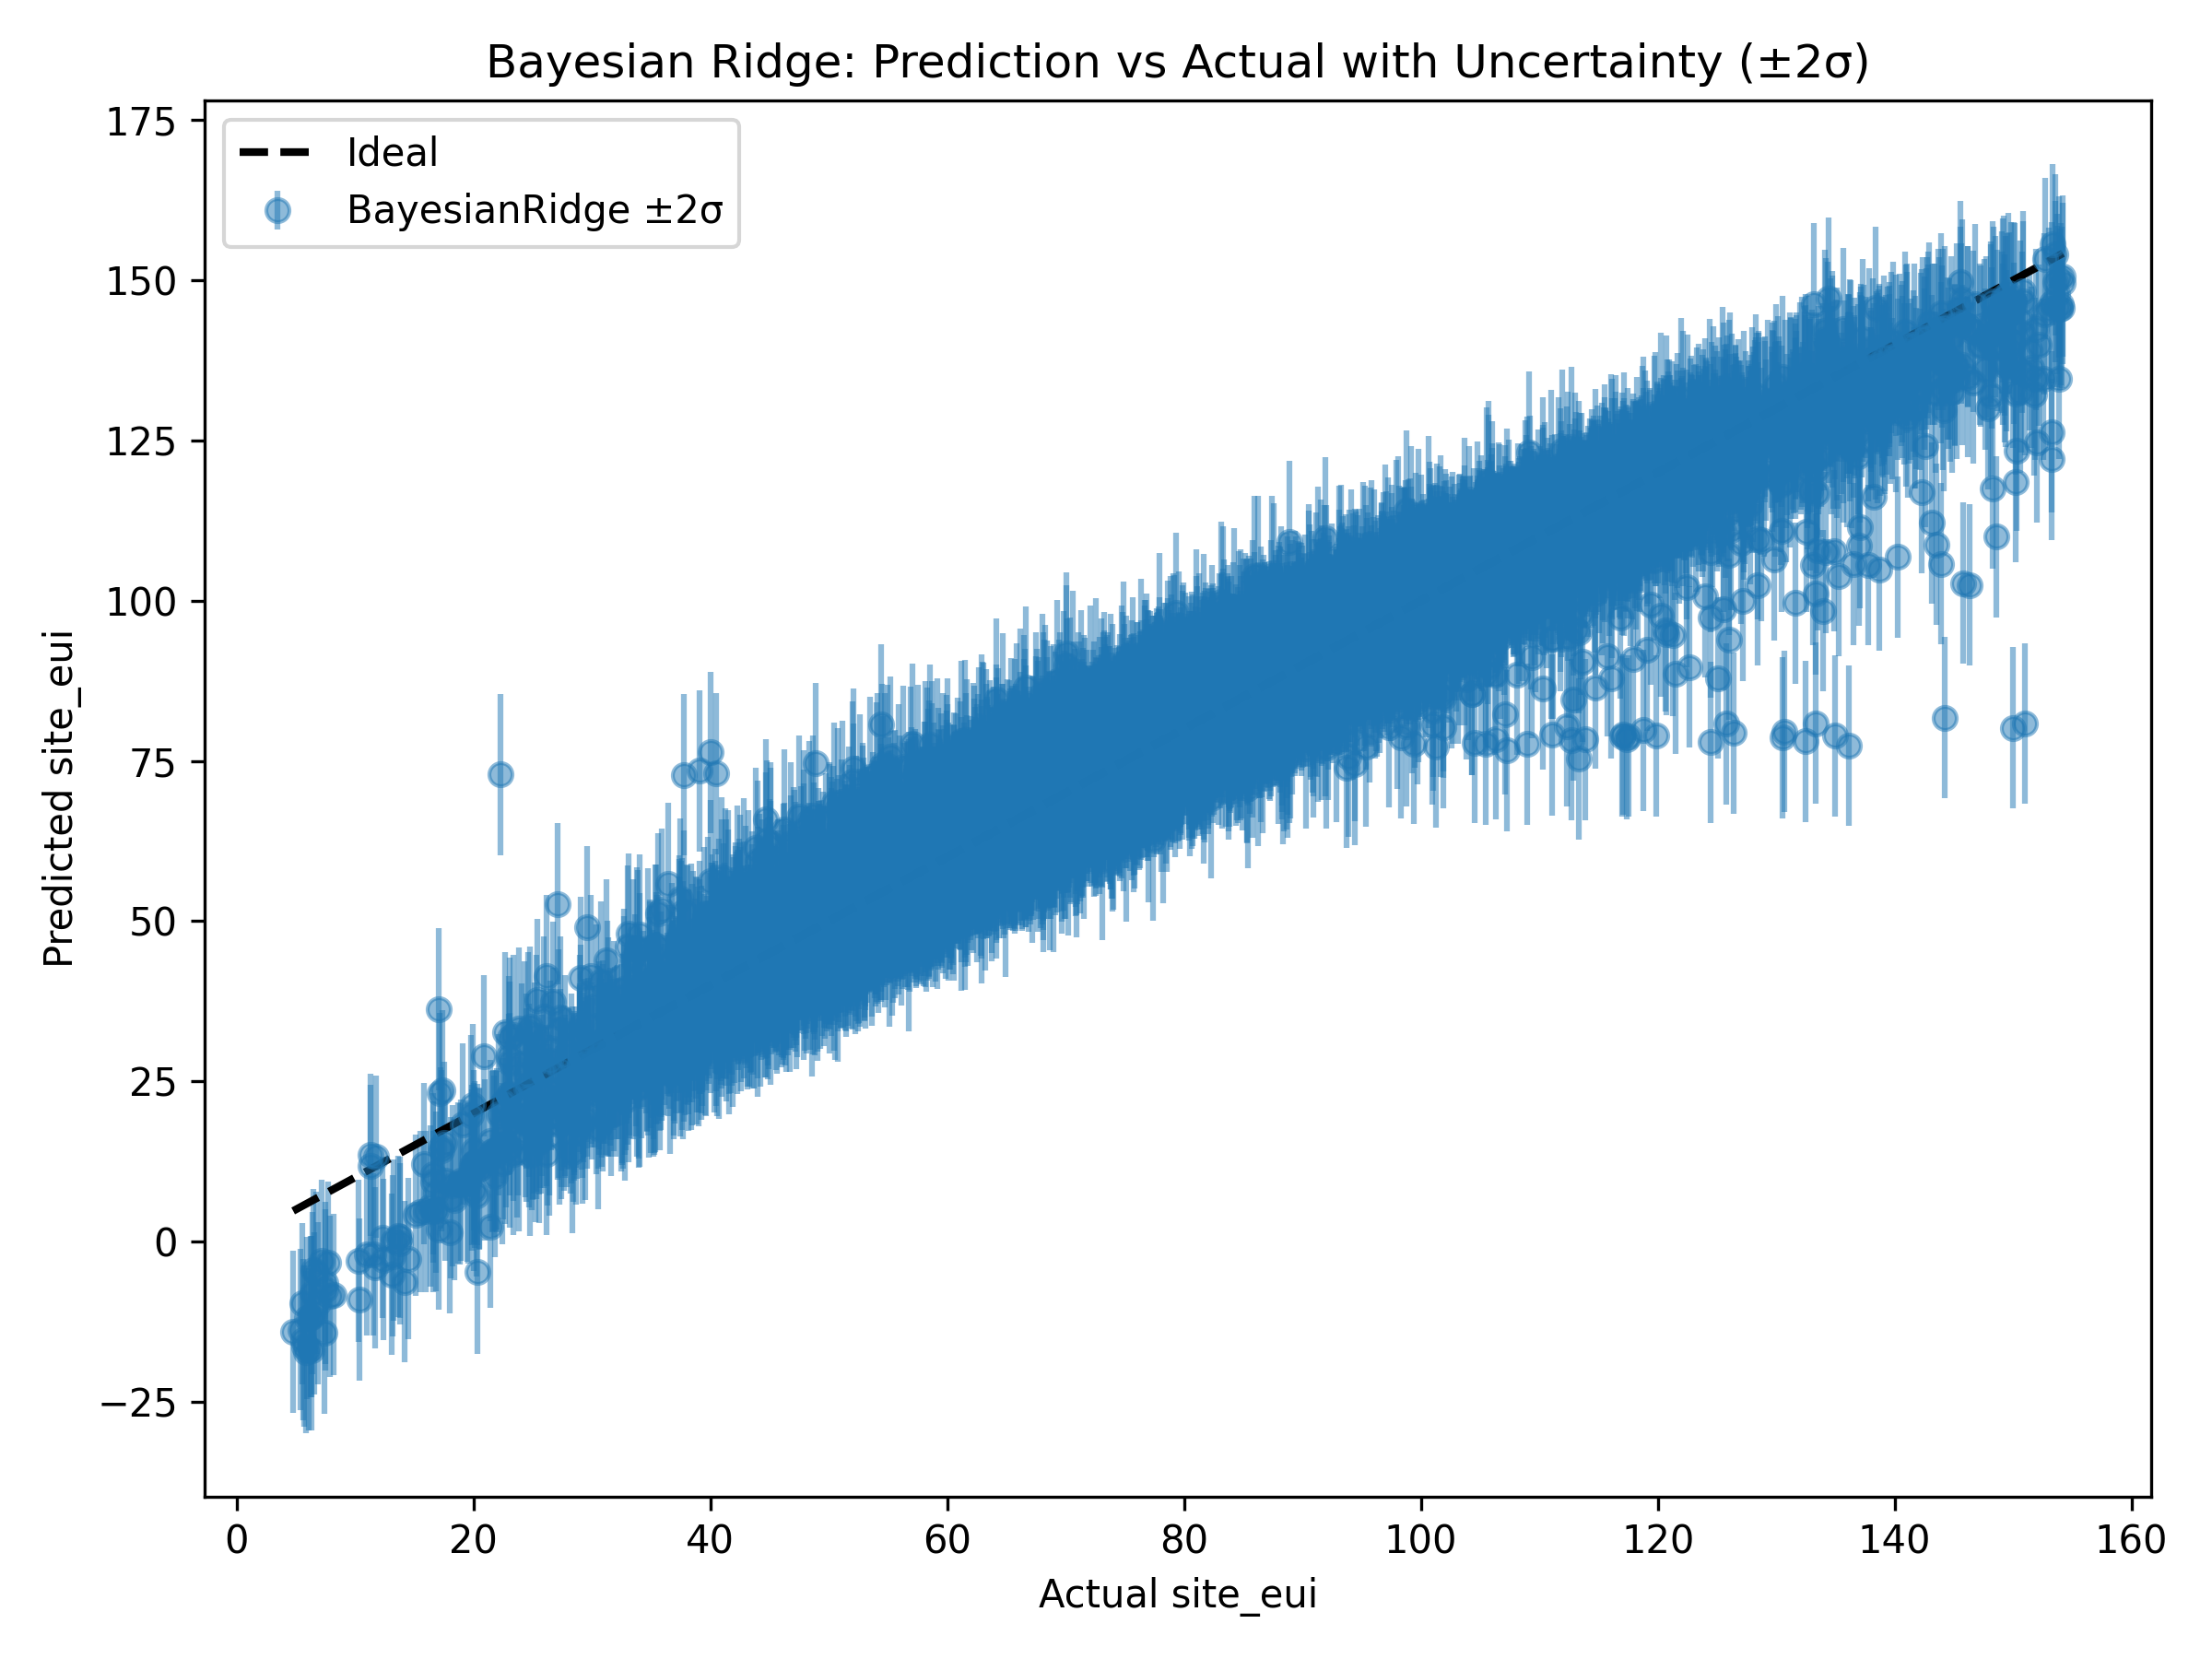 Bayesian Ridge: Prediction vs Actual with Uncertainty (±2σ)
Ideal
BayesianRidge ±2σ
175
150
125
100
75
50
25
0
−25
Predicted site_eui
0 20 40 60 80 100 120 140 160
Actual site_eui